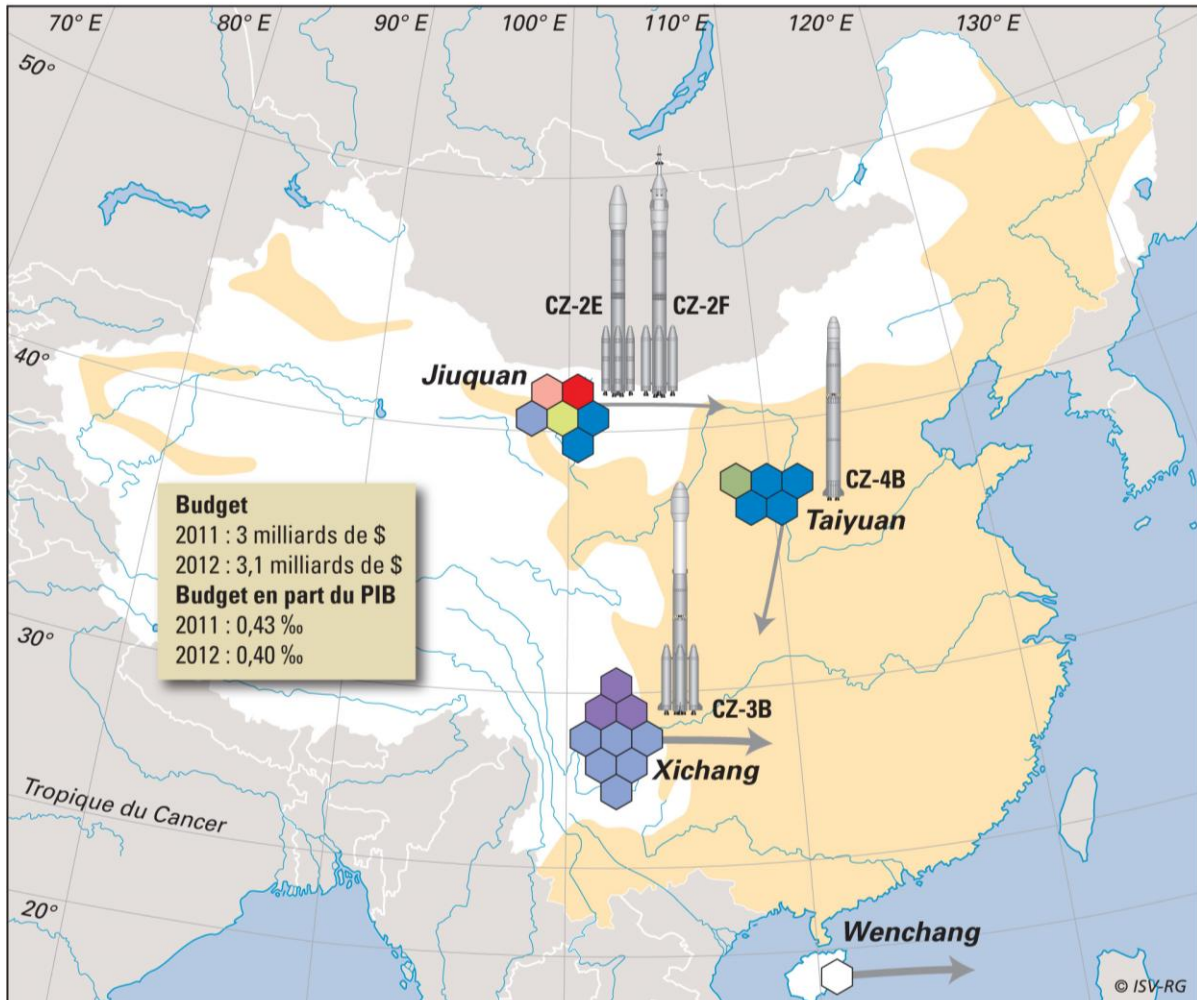 70° E 80° E 90° E 100° E 110° E 120° E 130° E
50°
40°
30°
20°
CZ-2E CZ-2F
Jiuquan
CZ-4B
Taiyuan
Budget
2011 : 3 milliards de $
2012 : 3,1 milliards de $
Budget en part du PIB
2011 : 0,43 ‰
2012 : 0,40 ‰
CZ-3B
Xichang
Tropique du Cancer
Wenchang
© ISV-RG